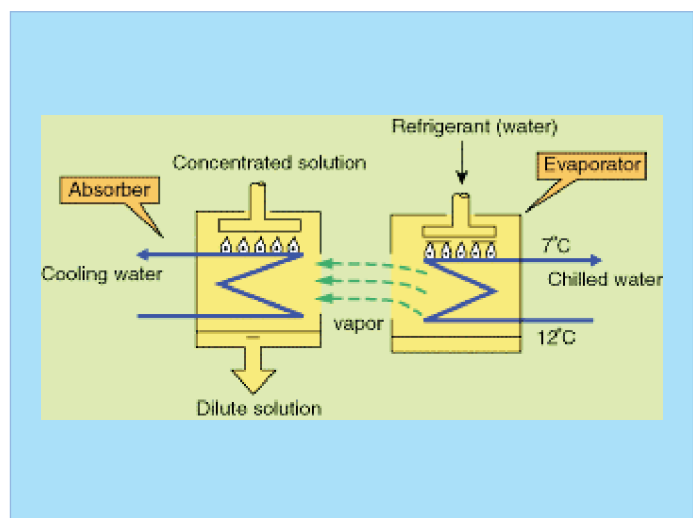 Refrigerant (water)
Concentrated solution
Evaporator
Absorber
7°C
Cooling water
Chilled water
vapor
12°C
Dilute solution